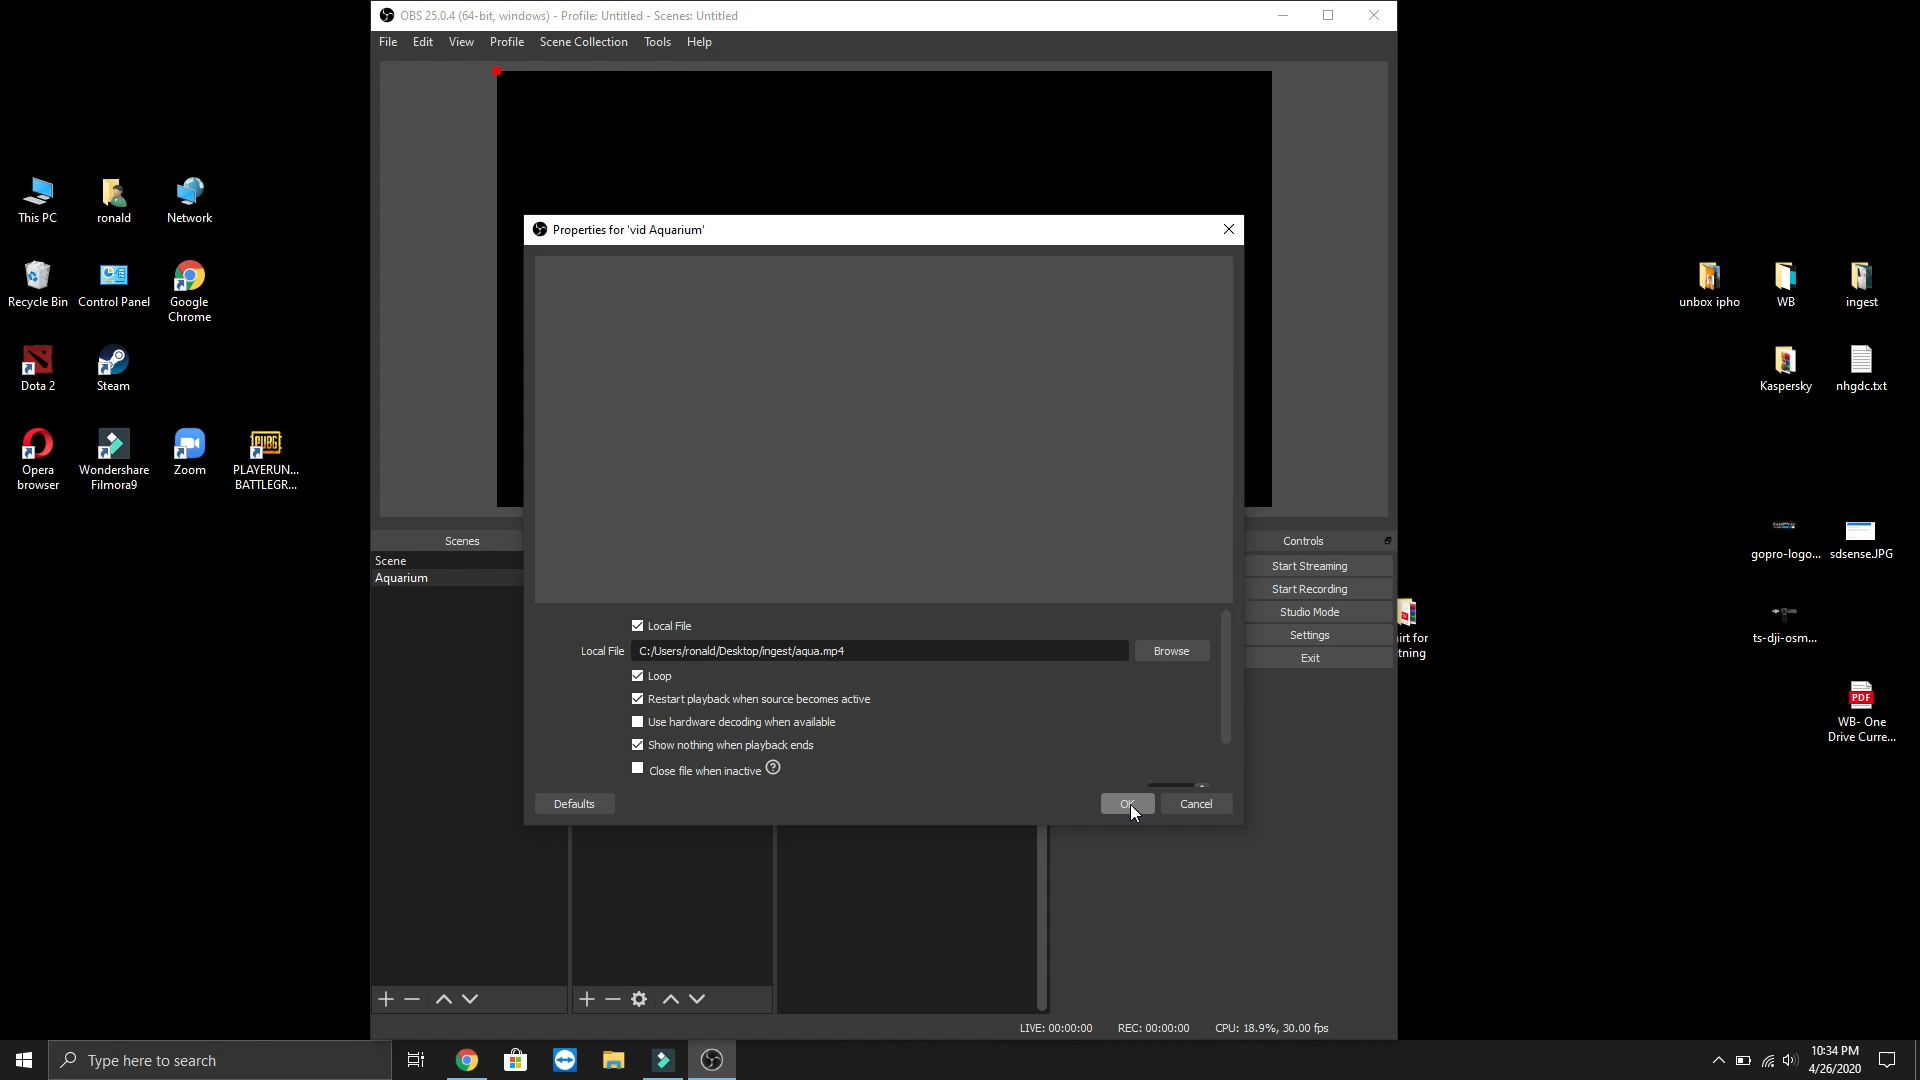 OBS 25.0.4 (64-bit, windows) - Profile: Untitled - Scenes: Untitled
File Edit View Profile Scene Collection Tools Help
This PC
ronald
Network
Recycle Bin
Control Panel
Google
Chrome
Dota 2
Steam
Opera
browser
Wondershare
Filmora9
Zoom
PLAYERUN...
BATTLEGR...
Properties for 'vid Aquarium'
Local File
Local File C:/Users/ronald/Desktop/ingest/aqua.mp4 Browse
Loop
Restart playback when source becomes active
Use hardware decoding when available
Show nothing when playback ends
Close file when inactive ?
Defaults OK Cancel
Scenes
Scene
Aquarium
Controls
Start Streaming
Start Recording
Studio Mode
Settings
Exit
LIVE: 00:00:00 REC: 00:00:00 CPU: 18.9%, 30.00 fps
unbox ipho
WB
ingest
Kaspersky
nhgdc.txt
gopro-logo...
sdsense.JPG
irt for
tning
ts-dji-osm...
PDF
WB- One
Drive Curre...
Type here to search
10:34 PM
4/26/2020